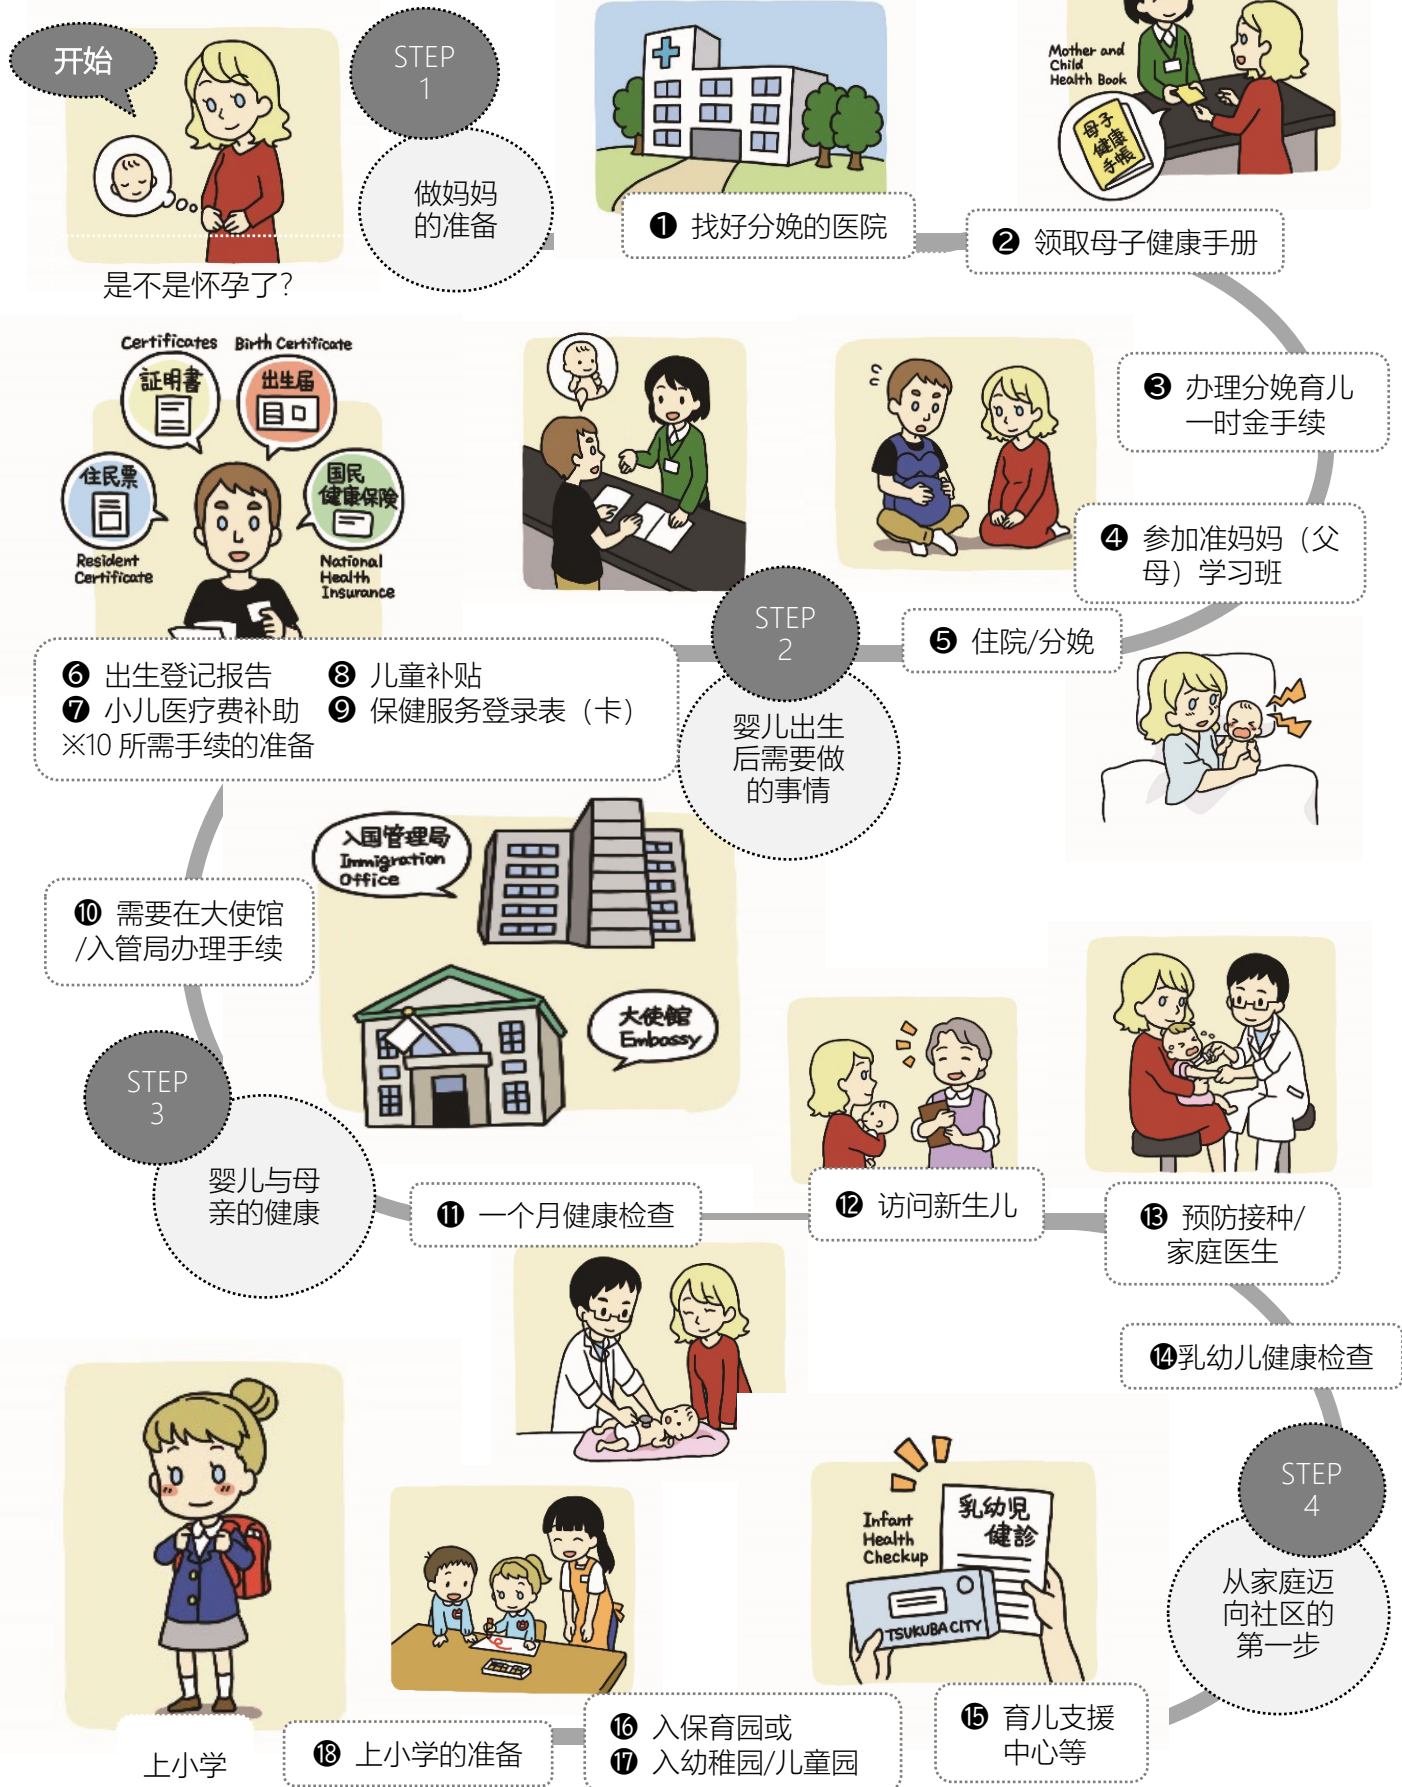 开始
是不是怀孕了?
STEP
1
做妈妈
的准备
❶ 找好分娩的医院
Mother and
Child
Health Book
母子
健康
手帳
❷ 领取母子健康手册
❸ 办理分娩育儿
一时金手续
❹ 参加准妈妈（父
母）学习班
❺ 住院/分娩
STEP
2
婴儿出生
后需要做
的事情
Certificates
証明書
Birth Certificate
出生届
住民票
Resident
Certificate
国民
健康保険
National
Health
Insurance
❻ 出生登记报告
❼ 小儿医疗费补助
※10 所需手续的准备
❽ 儿童补贴
❾ 保健服务登录表（卡）
❿ 需要在大使馆
/入管局办理手续
入国管理局
Immigration
Office
大使館
Embassy
STEP
3
婴儿与母
亲的健康
⓫ 一个月健康检查
⓬ 访问新生儿
⓭ 预防接种/
家庭医生
⓮乳幼儿健康检查
STEP
4
从家庭迈
向社区的
第一步
Infant
Health
Checkup
乳幼児
健診
TSUKUBA CITY
⓯ 育儿支援
中心等
⓰ 入保育园或
⓱ 入幼稚园/儿童园
⓲ 上小学的准备
上小学